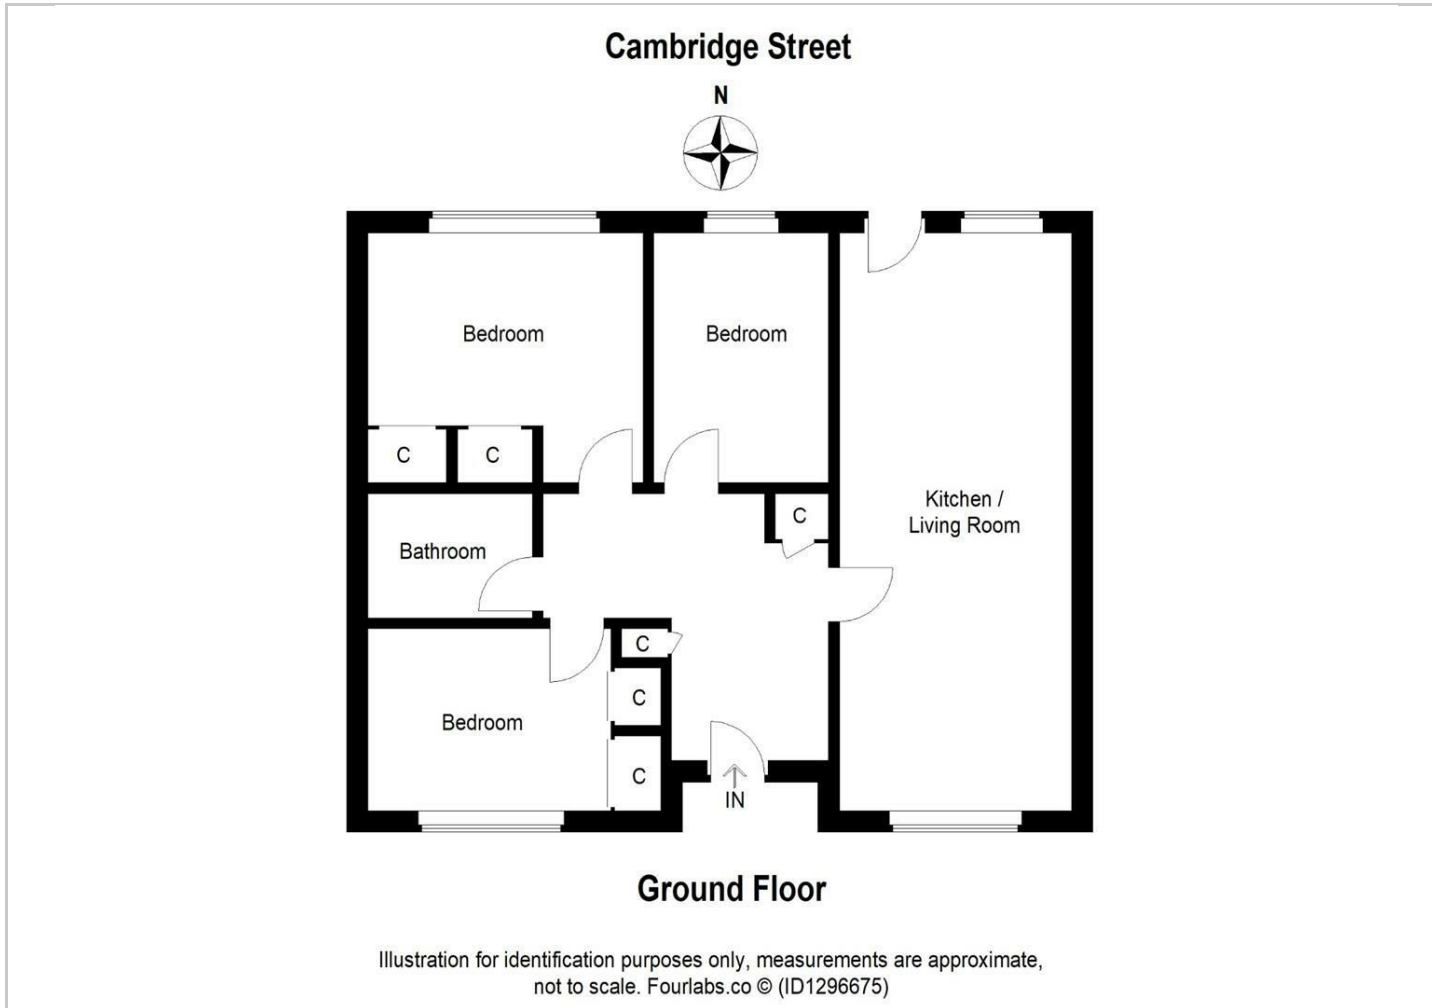 Cambridge Street
N
Bedroom
Bedroom
C
C
Kitchen /
Living Room
C
Bathroom
C
C
Bedroom
C
IN
Ground Floor
Illustration for identification purposes only, measurements are approximate,
not to scale. Fourlabs.co © (ID1296675)